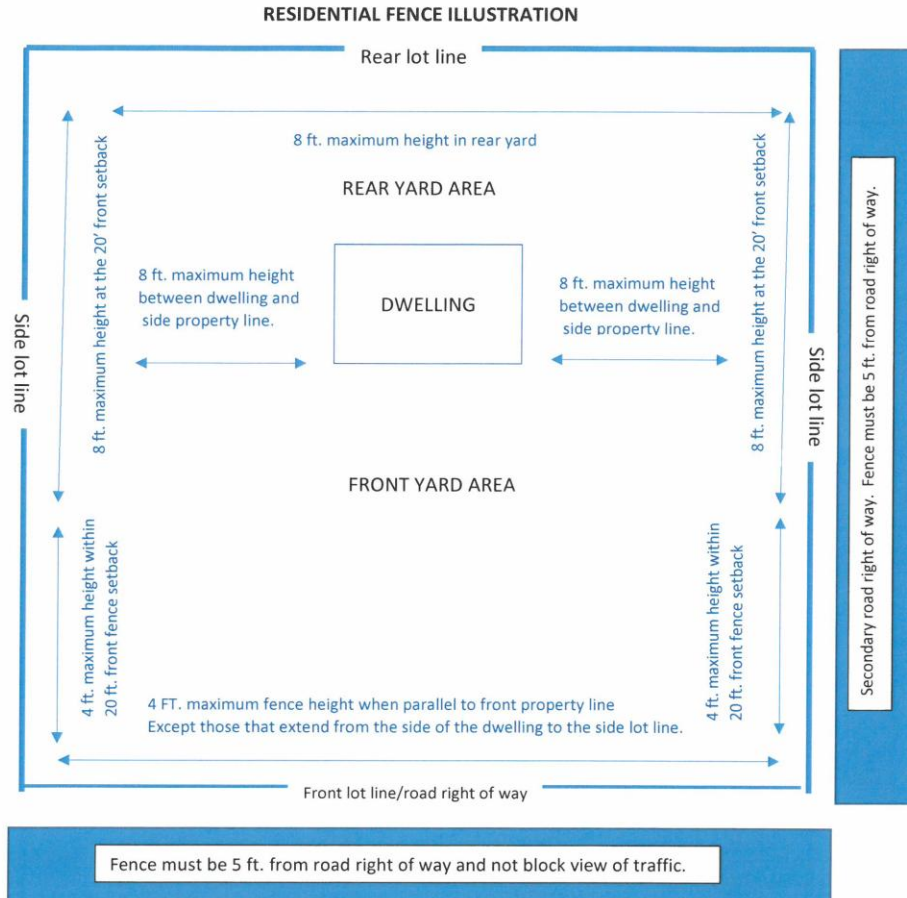 RESIDENTIAL FENCE ILLUSTRATION
Rear lot line
8 ft. maximum height in rear yard
REAR YARD AREA
8 ft. maximum height at the 20' front setback
8 ft. maximum height
between dwelling and
side property line.
DWELLING
8 ft. maximum height
between dwelling and
side property line.
8 ft. maximum height at the 20' front setback
Side lot line
Side lot line
Secondary road right of way. Fence must be 5 ft. from road right of way.
FRONT YARD AREA
4 ft. maximum height within
20 ft. front fence setback
4 ft. maximum height within
20 ft. front fence setback
4 FT. maximum fence height when parallel to front property line
Except those that extend from the side of the dwelling to the side lot line.
Front lot line/road right of way
Fence must be 5 ft. from road right of way and not block view of traffic.